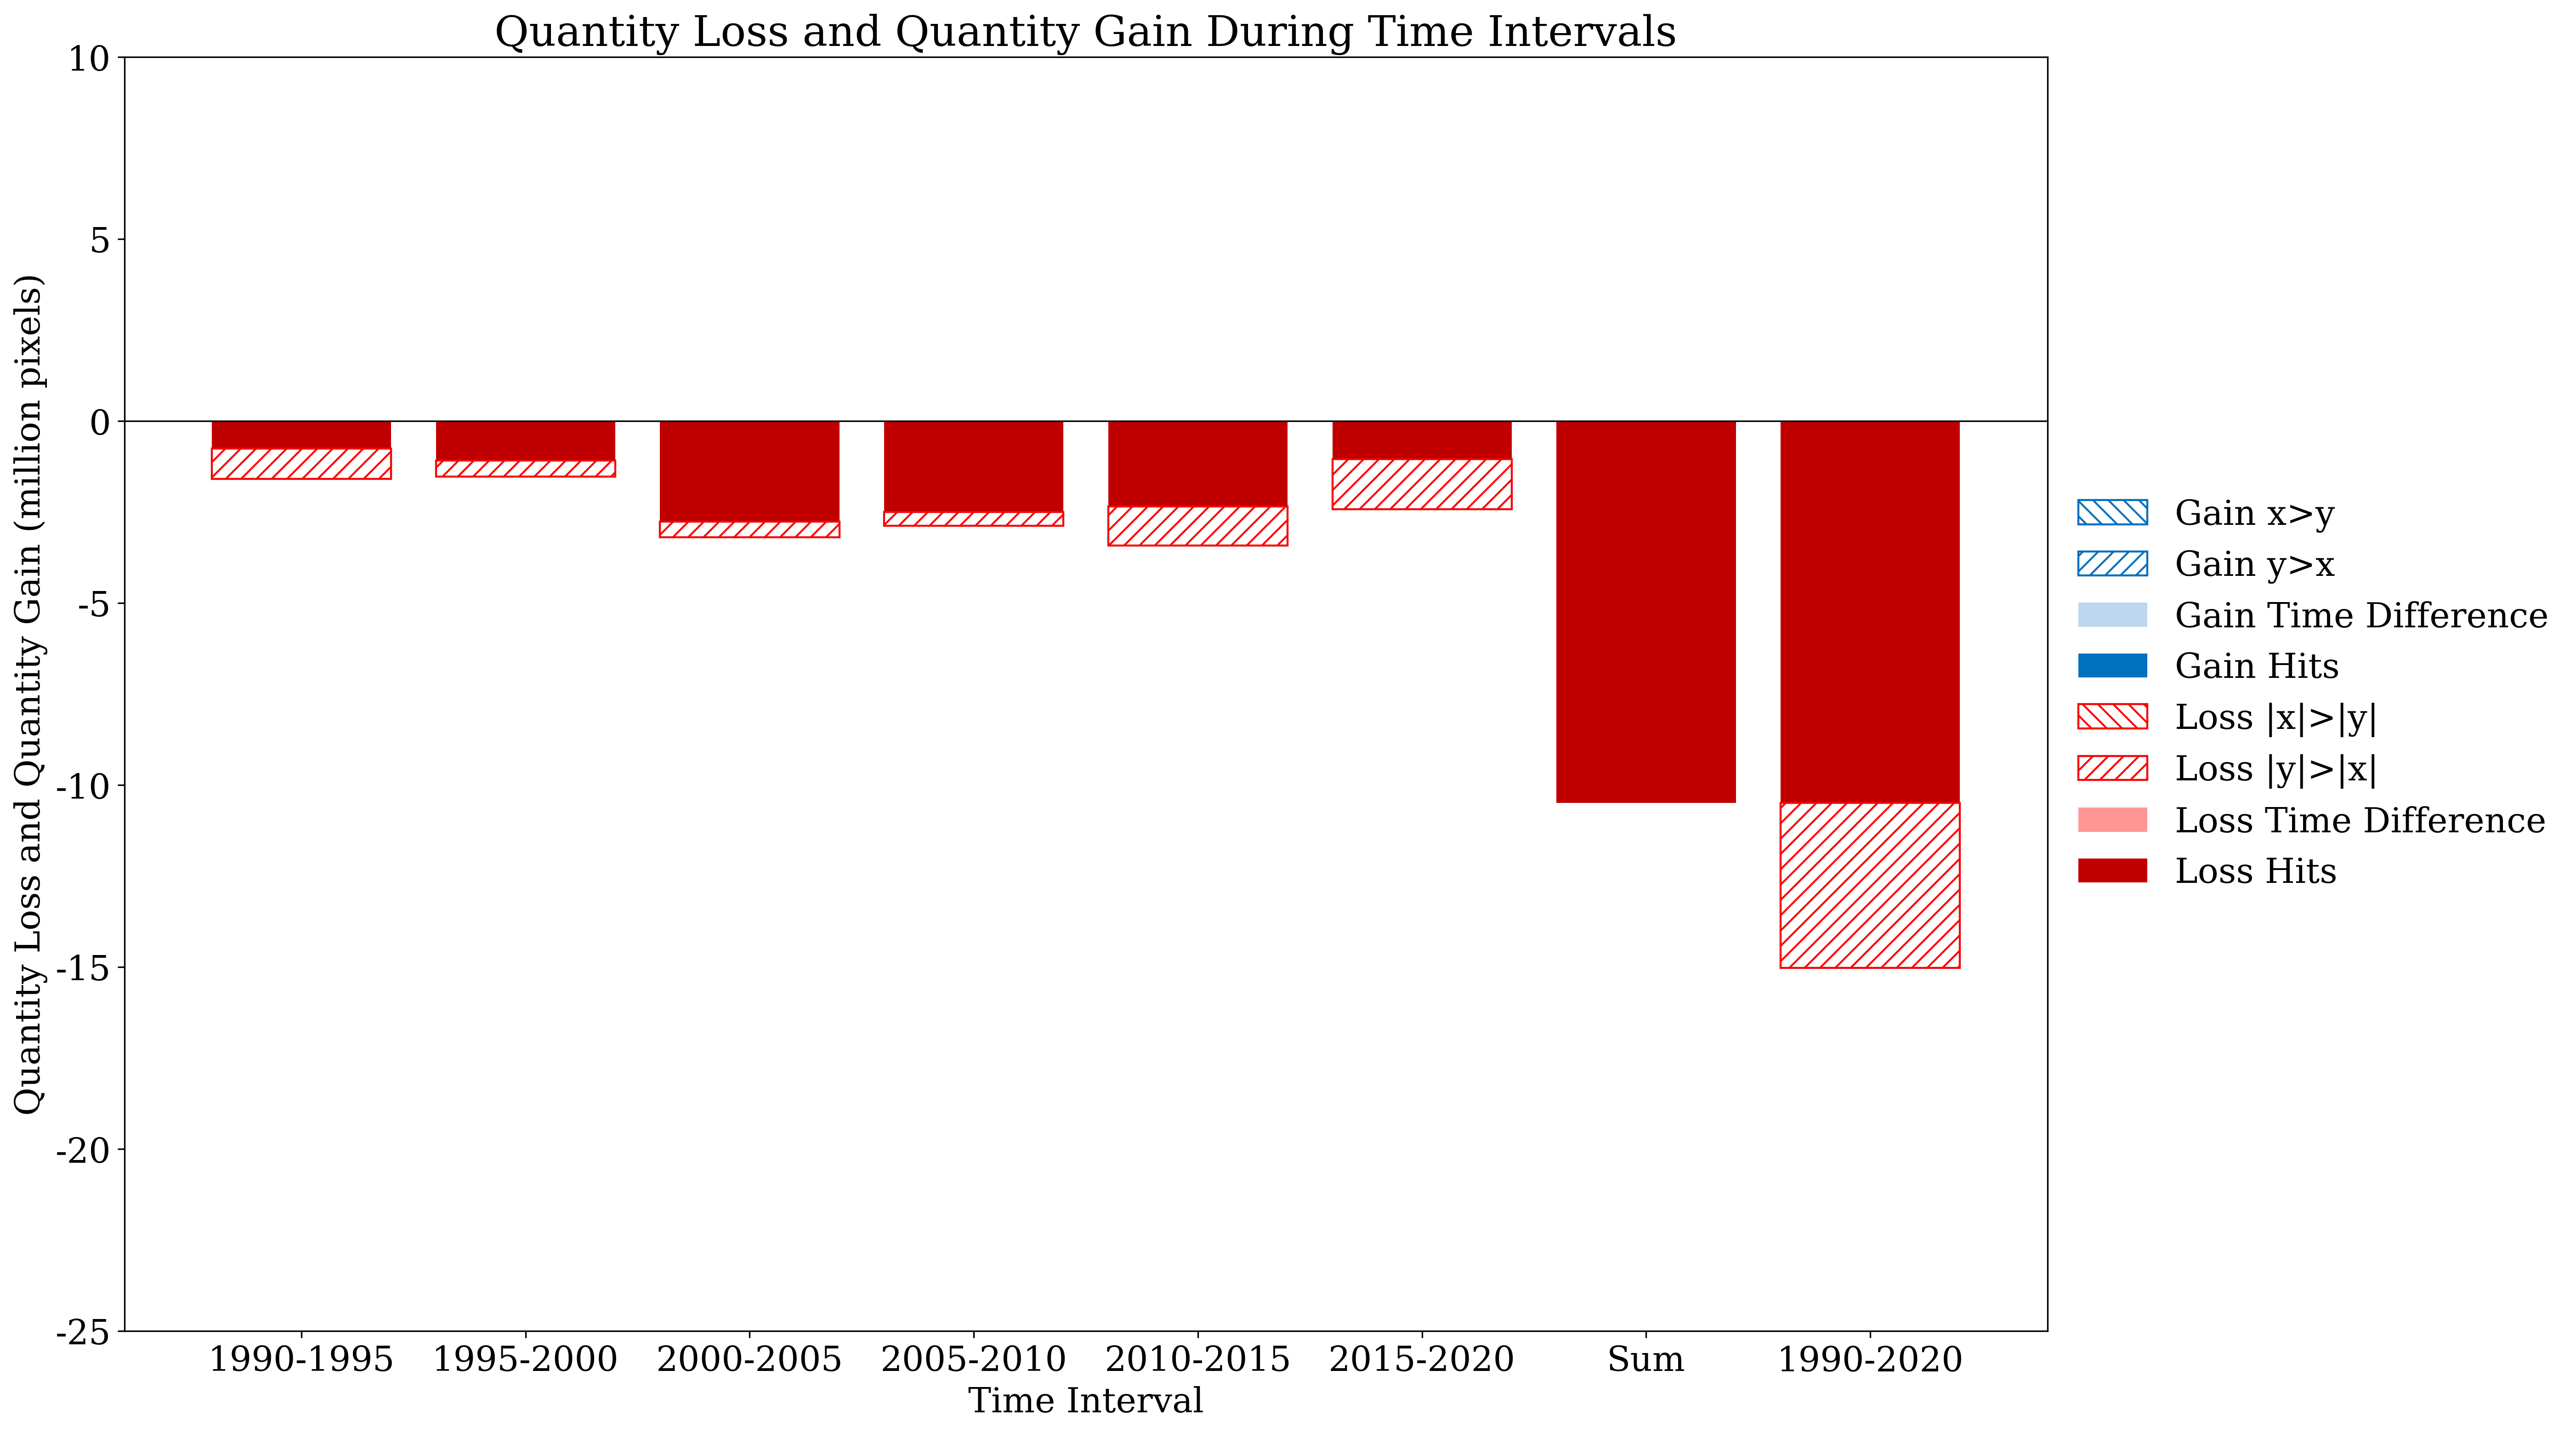 Quantity Loss and Quantity Gain During Time Intervals
Quantity Loss and Quantity Gain (million pixels)
10
5
0
-5
-10
-15
-20
-25
1990-1995
1995-2000
2000-2005
2005-2010
2010-2015
2015-2020
Sum
1990-2020
Time Interval
Gain x>y
Gain y>x
Gain Time Difference
Gain Hits
Loss |x|>|y|
Loss |y|>|x|
Loss Time Difference
Loss Hits